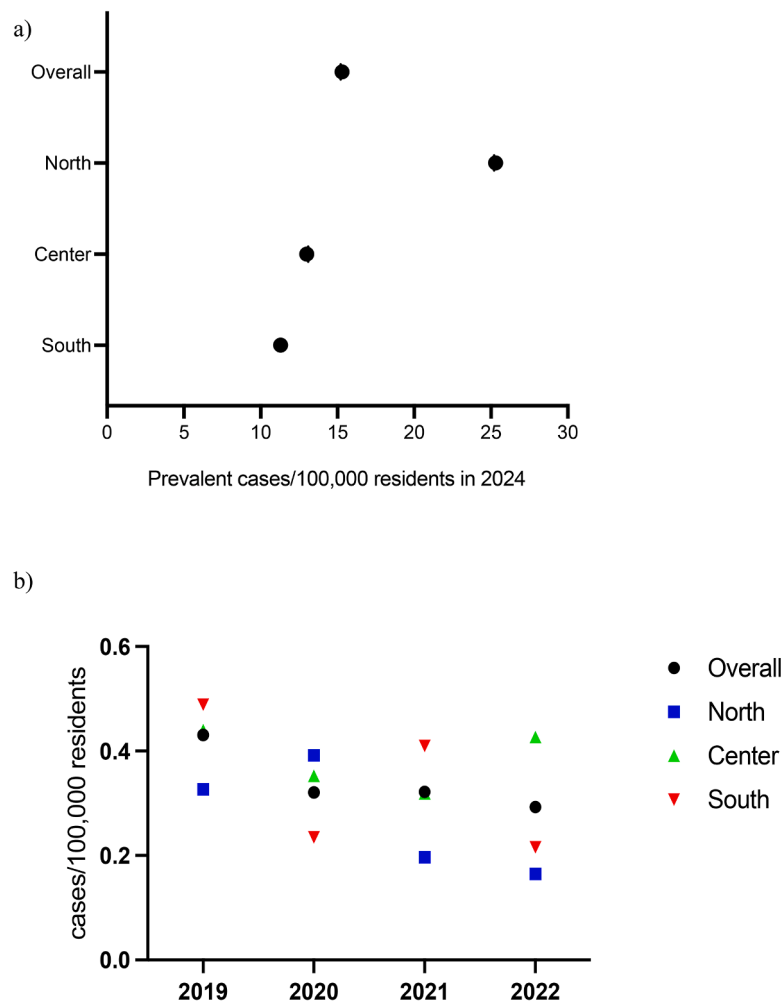 a)
Overall
North
Center
South
0 5 10 15 20 25 30
Prevalent cases/100,000 residents in 2024
b)
cases/100,000 residents
0.6
0.4
0.2
0.0
2019 2020 2021 2022
Overall
North
Center
South